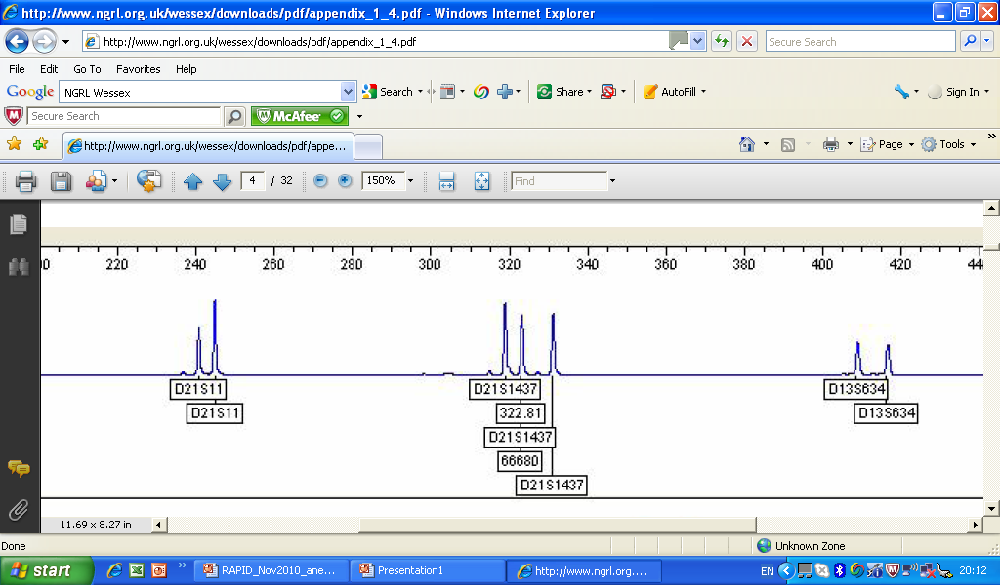 http://www.ngrl.org.uk/wessex/downloads/pdf/appendix_1_4.pdf - Windows Internet Explorer
http://www.ngrl.org.uk/wessex/downloads/pdf/appendix_1_4.pdf Secure Search
File Edit Go To Favorites Help
Google NGRL Wessex Search Share AutoFill Sign In
Secure Search McAfee
http://www.ngrl.org.uk/wessex/downloads/pdf/appe... Page Tools »
4 / 32 150% Find
220 240 260 280 300 320 340 360 380 400 420
D21S11 D21S1437 D13S634
D21S11 322.81 D13S634
D21S1437
66680
D21S1437
11.69 x 8.27 in
Done Unknown Zone
start » RAPID_Nov2010_ane... Presentation1 http://www.ngrl.org.... EN 20:12